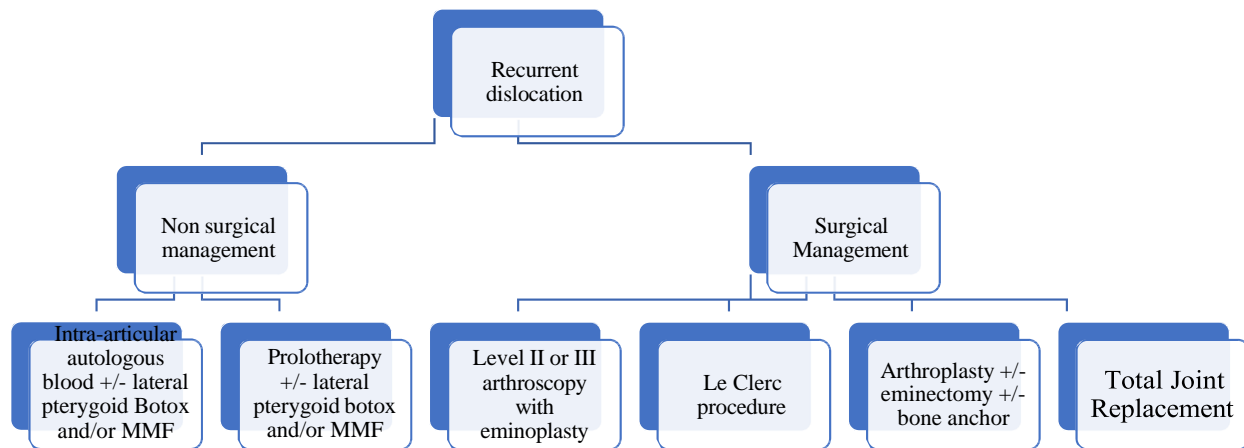 Recurrent
dislocation
Non surgical
management
Surgical
Management
Intra-articular
autologous
blood +/- lateral
pterygoid Botox
and/or MMF
Prolotherapy
+/- lateral
pterygoid botox
and/or MMF
Level II or III
arthroscopy
with
eminoplasty
Le Clerc
procedure
Arthroplasty +/-
eminectomy +/-
bone anchor
Total Joint
Replacement